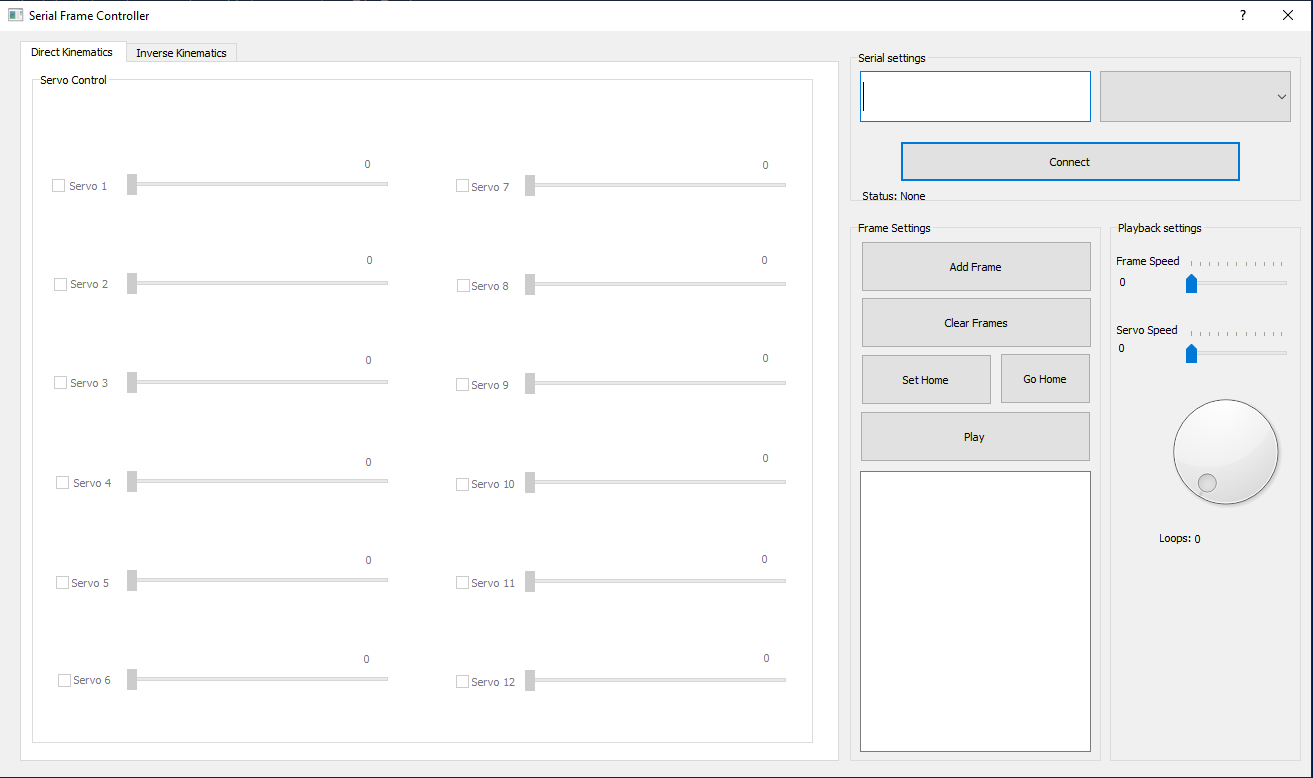 Serial Frame Controller
?
Direct Kinematics
Inverse Kinematics
Servo Control
Servo 1
0
Servo 7
0
Servo 2
0
Servo 8
0
Servo 3
0
Servo 9
0
Servo 4
0
Servo 10
0
Servo 5
0
Servo 11
0
Servo 6
0
Servo 12
0
Serial settings
Connect
Status: None
Frame Settings
Add Frame
Clear Frames
Set Home
Go Home
Play
Playback settings
Frame Speed
0
Servo Speed
0
Loops: 0